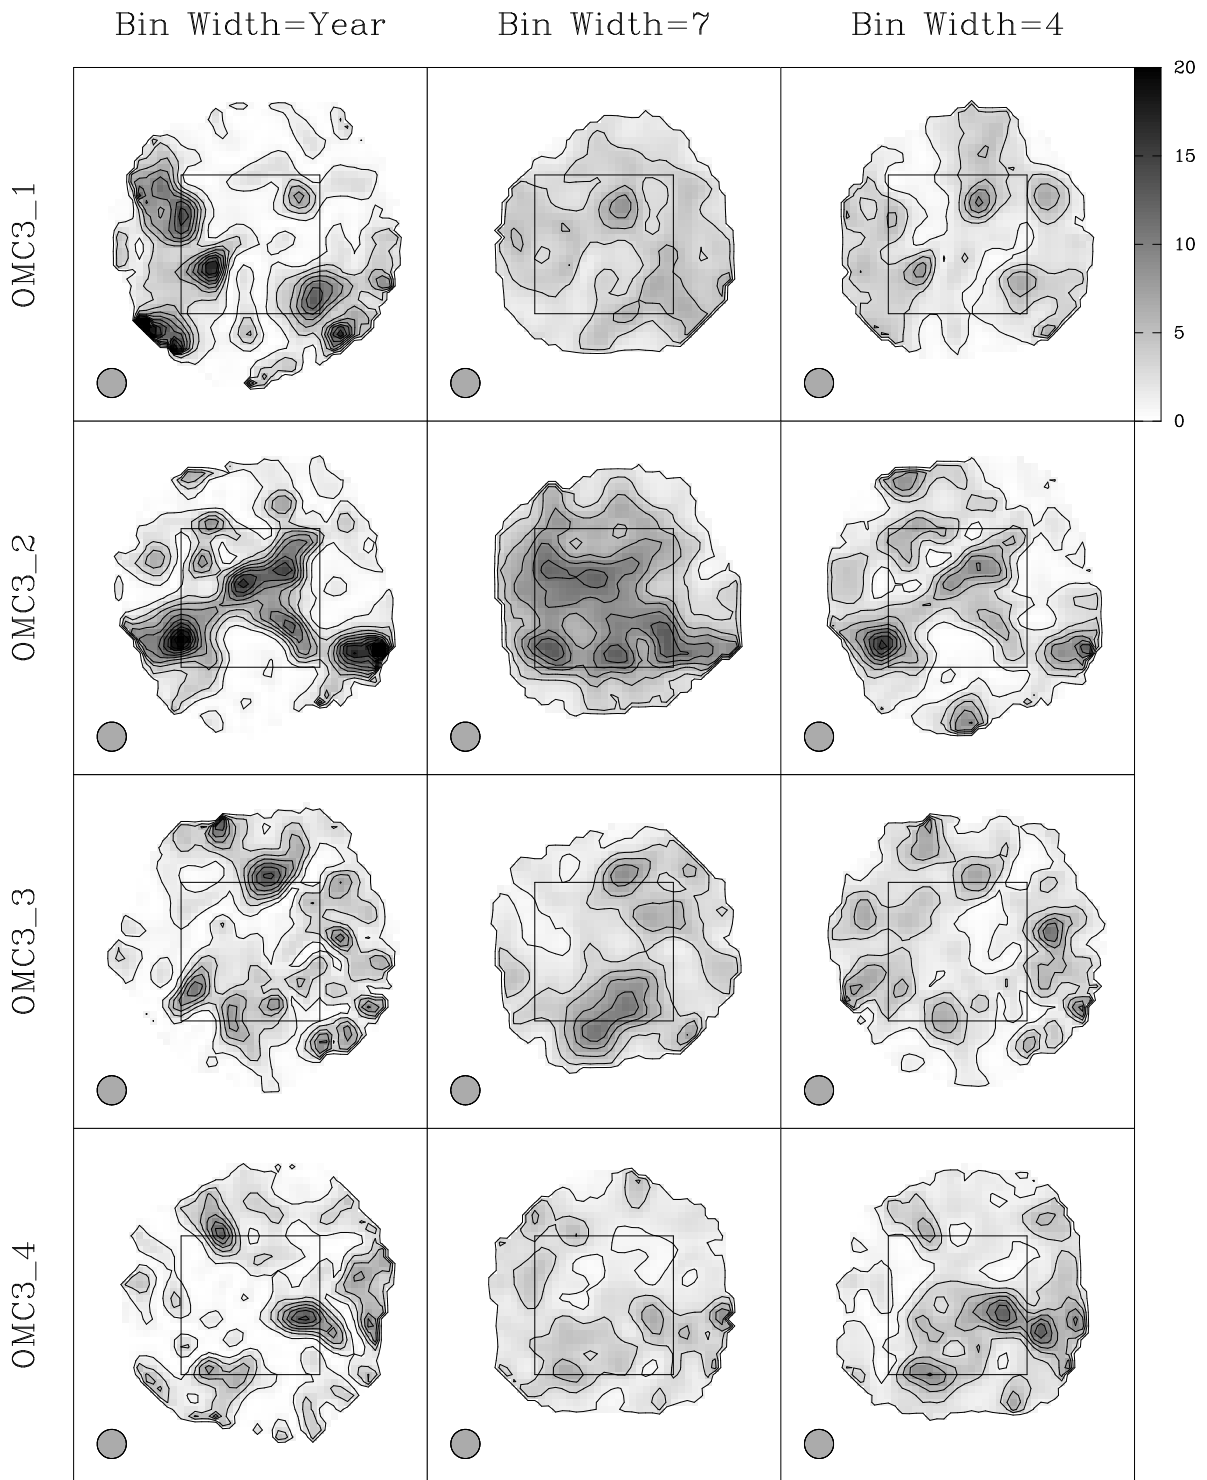 Bin Width=Year Bin Width=7 Bin Width=4
OMC3_1
20
15
10
5
0
OMC3_2
OMC3_3
OMC3_4